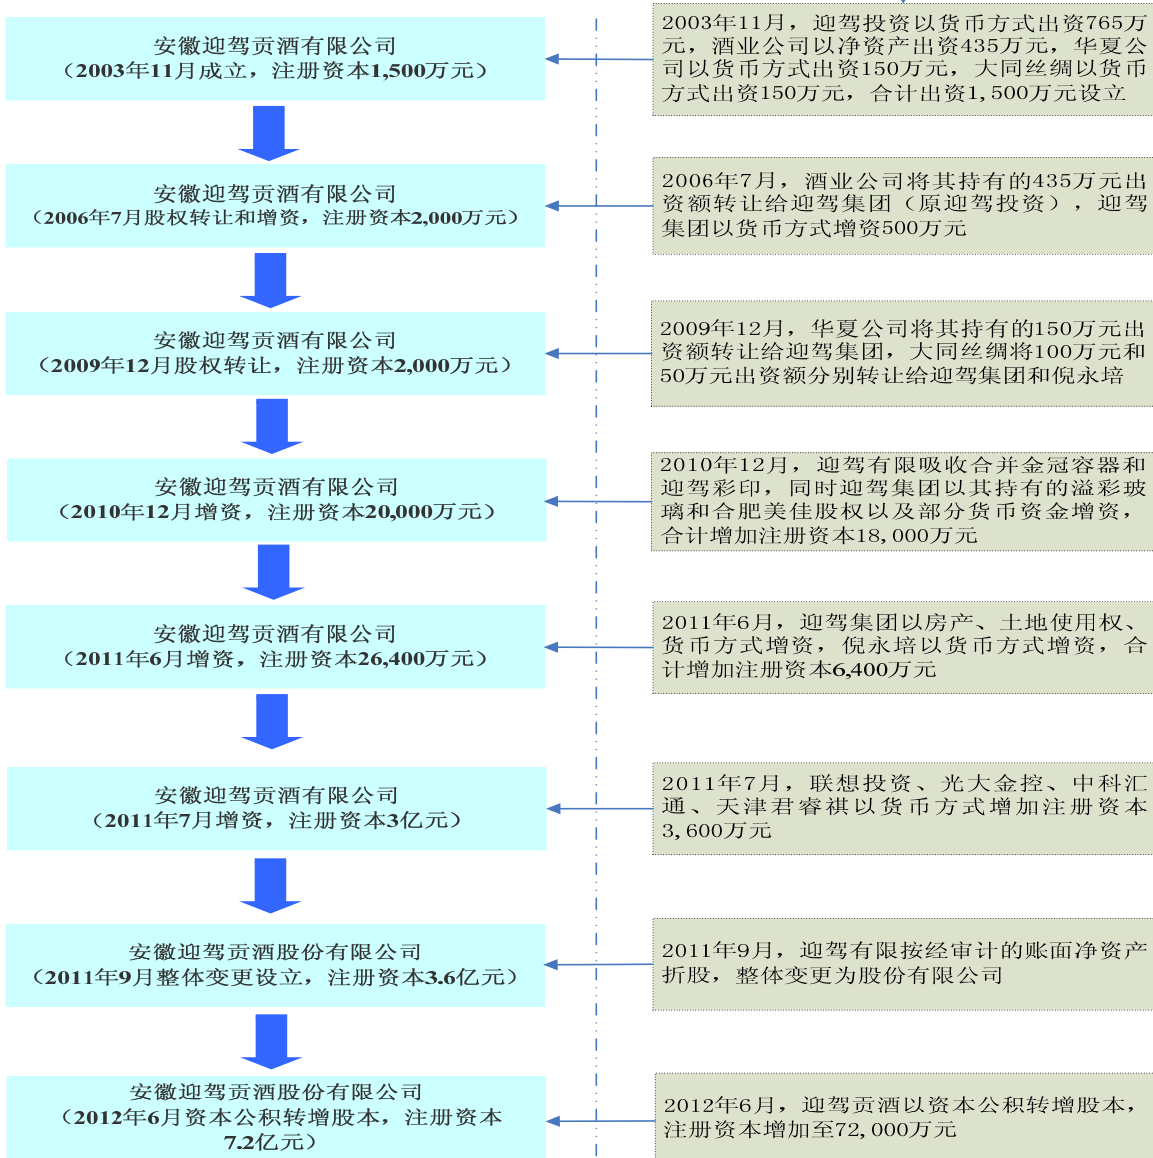 安徽迎驾贡酒有限公司
（2003年11月成立，注册资本1,500万元）
2003年11月，迎驾投资以货币方式出资765万
元，酒业公司以净资产出资435万元，华夏公
司以货币方式出资150万元，大同丝绸以货币
方式出资150万元，合计出资1,500万元设立
安徽迎驾贡酒有限公司
（2006年7月股权转让和增资，注册资本2,000万元）
2006年7月，酒业公司将其持有的435万元出
资额转让给迎驾集团（原迎驾投资），迎驾
集团以货币方式增资500万元
安徽迎驾贡酒有限公司
（2009年12月股权转让，注册资本2,000万元）
2009年12月，华夏公司将其持有的150万元出
资额转让给迎驾集团，大同丝绸将100万元和
50万元出资额分别转让给迎驾集团和倪永培
安徽迎驾贡酒有限公司
（2010年12月增资，注册资本20,000万元）
2010年12月，迎驾有限吸收合并金冠容器和
迎驾彩印，同时迎驾集团以其持有的溢彩玻
璃和合肥美佳股权以及部分货币资金增资，
合计增加注册资本18,000万元
安徽迎驾贡酒有限公司
（2011年6月增资，注册资本26,400万元）
2011年6月，迎驾集团以房产、土地使用权、
货币方式增资，倪永培以货币方式增资，合
计增加注册资本6,400万元
安徽迎驾贡酒有限公司
（2011年7月增资，注册资本3亿元）
2011年7月，联想投资、光大金控、中科汇
通、天津君睿祺以货币方式增加注册资本
3,600万元
安徽迎驾贡酒股份有限公司
（2011年9月整体变更设立，注册资本3.6亿元）
2011年9月，迎驾有限按经审计的账面净资产
折股，整体变更为股份有限公司
安徽迎驾贡酒股份有限公司
（2012年6月资本公积转增股本，注册资本
7.2亿元）
2012年6月，迎驾贡酒以资本公积转增股本，
注册资本增加至72,000万元